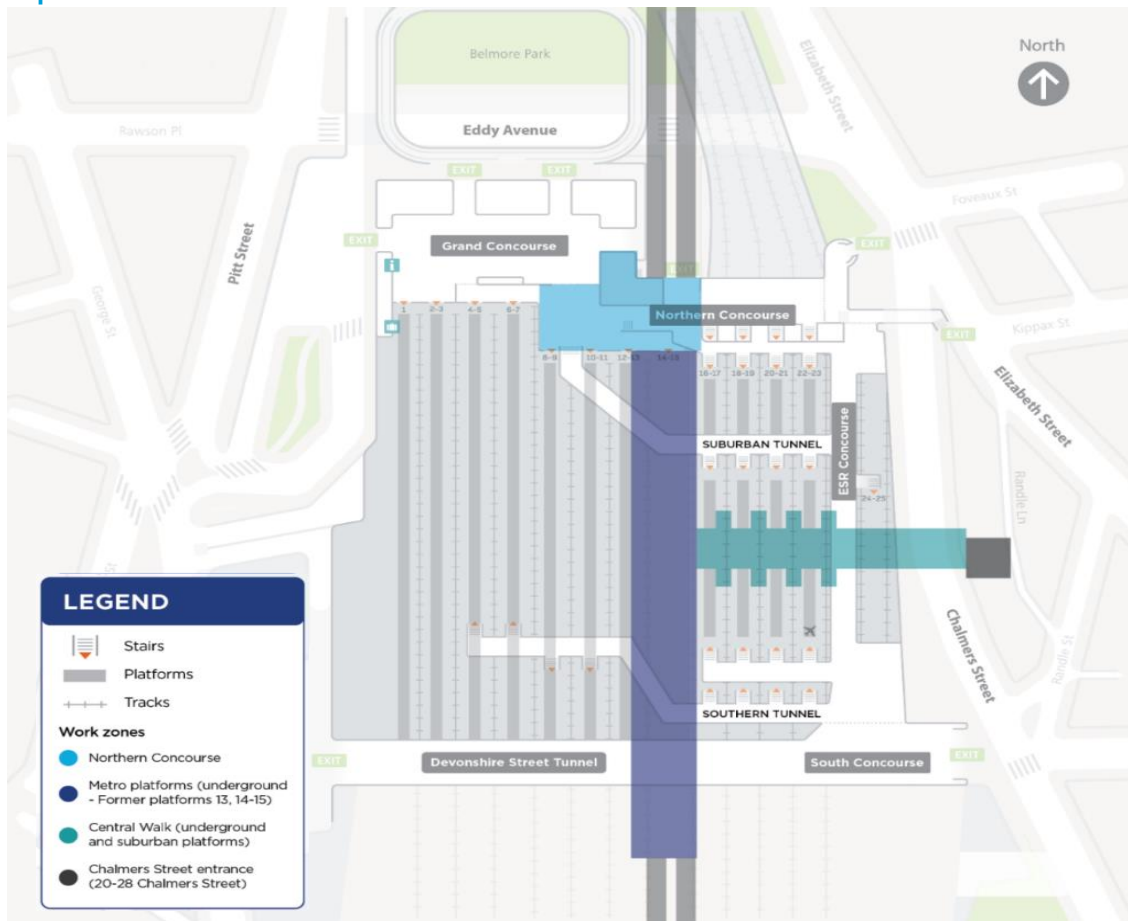 Belmore Park
North
Elizabeth Street
Rawson Pl
Eddy Avenue
EXIT
EXIT
Foveaux St
Pitt Street
EXIT
Grand Concourse
EXIT
i
EXIT
George St
1
2-3
4-5
6-7
Northern Concourse
EXIT
Kippax St
8-9
10-11
12-13
14-15
16-17
18-19
20-21
22-23
Elizabeth Street
SUBURBAN TUNNEL
ESR Concourse
24-25
Randle Ln
LEGEND
Stairs
Platforms
Tracks
Work zones
Northern Concourse
Metro platforms (underground
- Former platforms 13, 14-15)
Central Walk (underground
and suburban platforms)
Chalmers Street entrance
(20-28 Chalmers Street)
Chalmers Street
Randle St
SOUTHERN TUNNEL
EXIT
Devonshire Street Tunnel
South Concourse
EXIT